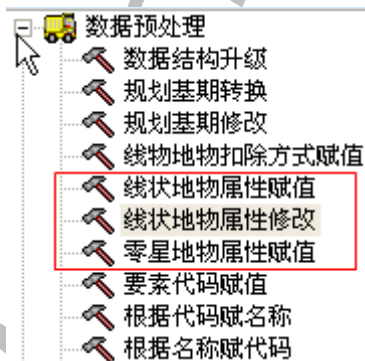 数据预处理
数据结构升级
规划基期转换
规划基期修改
线物地物扣除方式赋值
线状地物属性赋值
线状地物属性修改
零星地物属性赋值
要素代码赋值
根据代码赋名称
根据名称赋代码